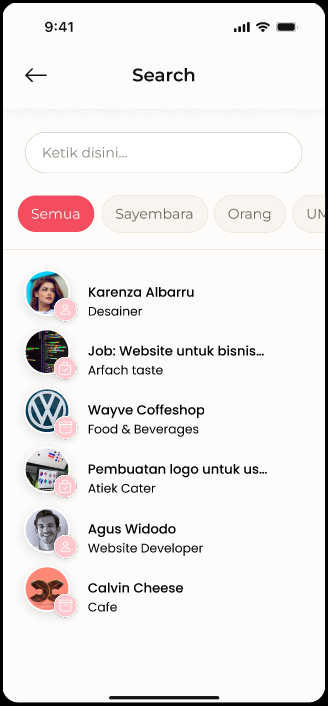 9:41
Search
Ketik disini...
Semua
Sayembara
Orang
UM
Karenza Albarru
Desainer
Job: Website untuk bisnis...
Arfach taste
Wayve Coffeshop
Food & Beverages
Pembuatan logo untuk us...
Atiek Cater
Agus Widodo
Website Developer
Calvin Cheese
Cafe